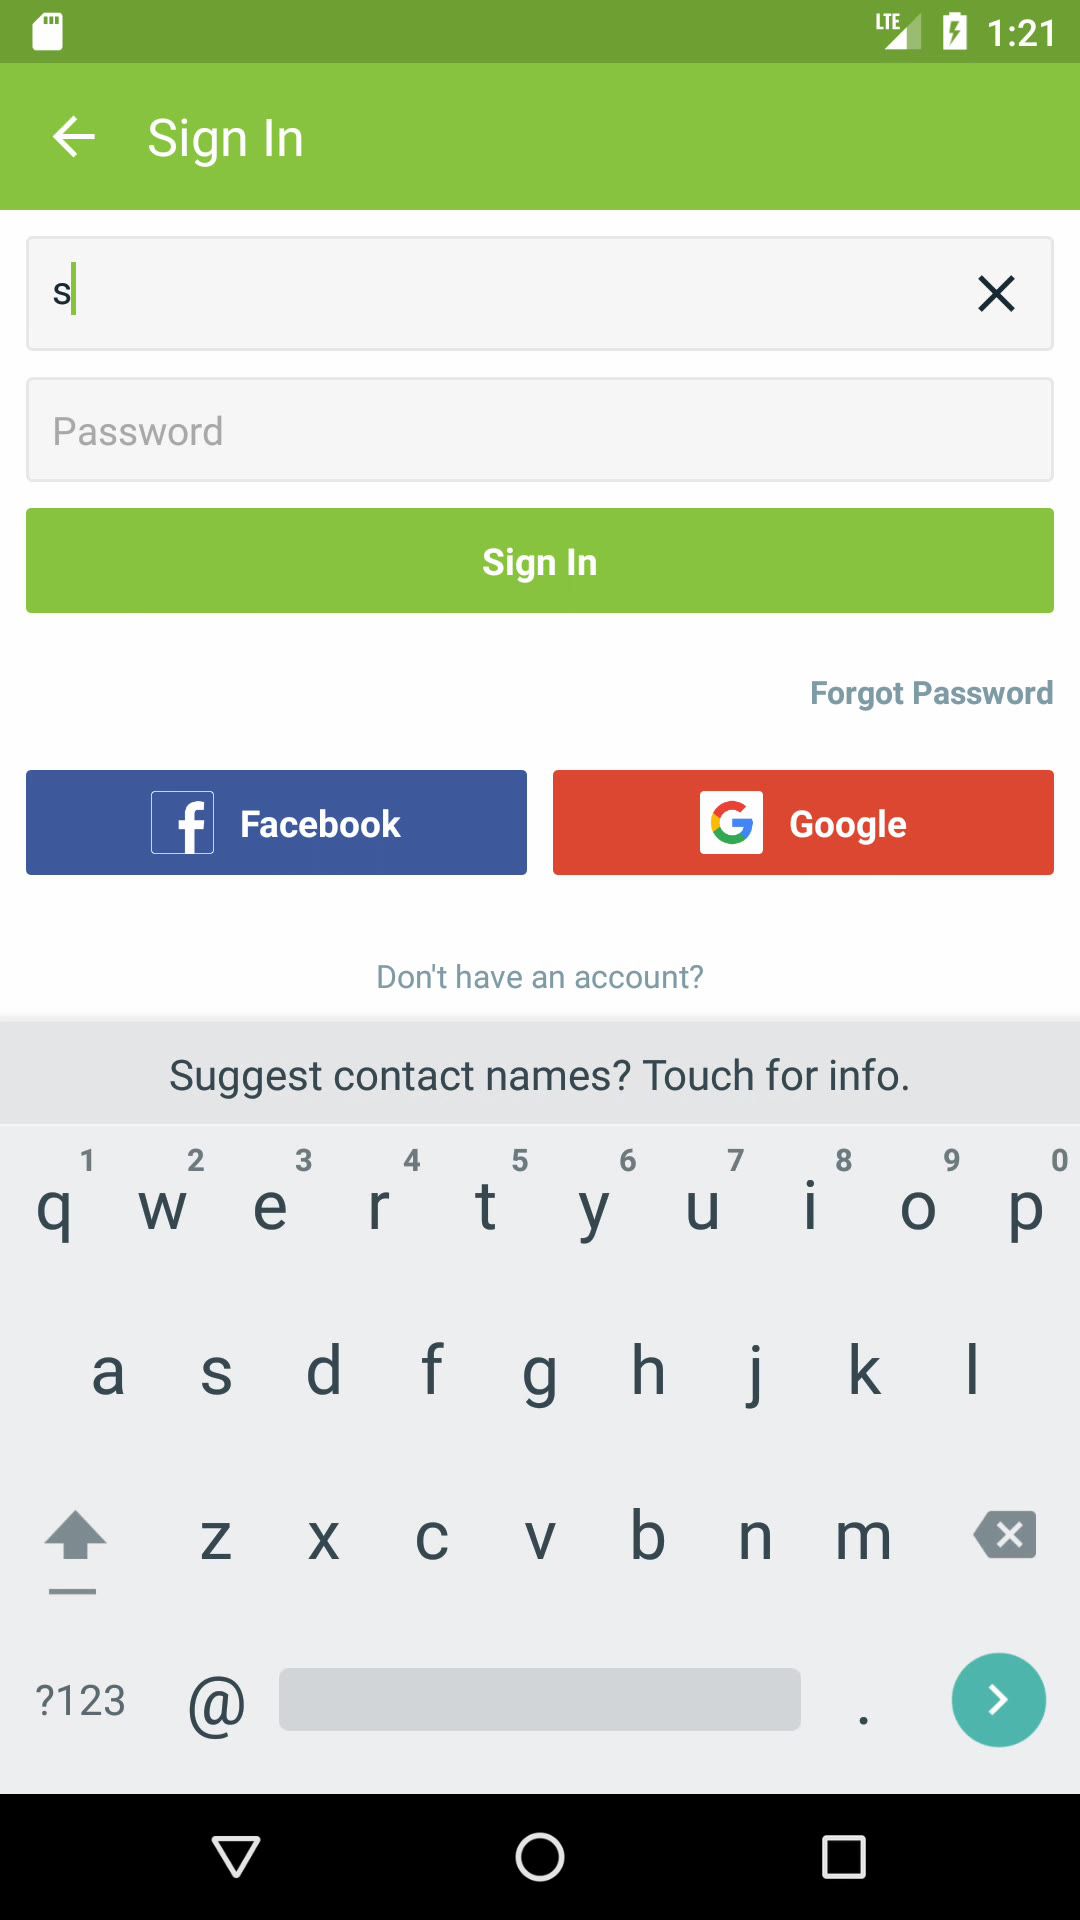 LTE 1:21
Sign In
s
Password
Sign In
Forgot Password
Facebook Google
Don't have an account?
Suggest contact names? Touch for info.
1 2 3 4 5 6 7 8 9 0
q w e r t y u i o p
a s d f g h j k l
z x c v b n m
?123 @ .